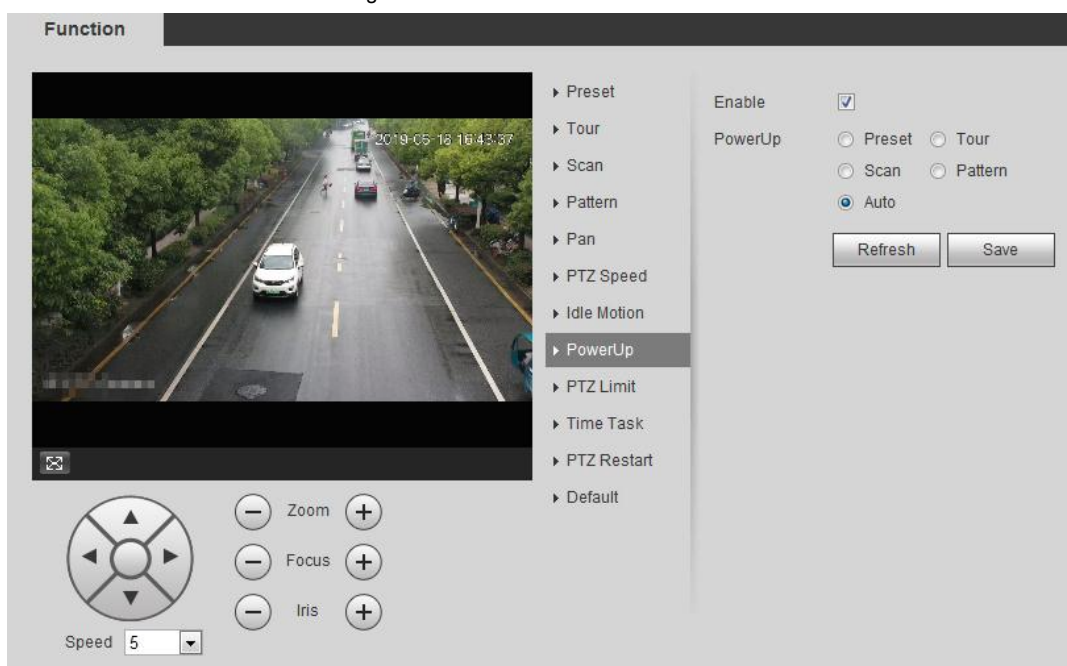 Function
2019-05-18 16:43:37
Preset
Tour
Scan
Pattern
Pan
PTZ Speed
Idle Motion
PowerUp
PTZ Limit
Time Task
PTZ Restart
Default
Enable
PowerUp
Preset Tour
Scan Pattern
Auto
Refresh Save
Zoom
Focus
Iris
Speed 5